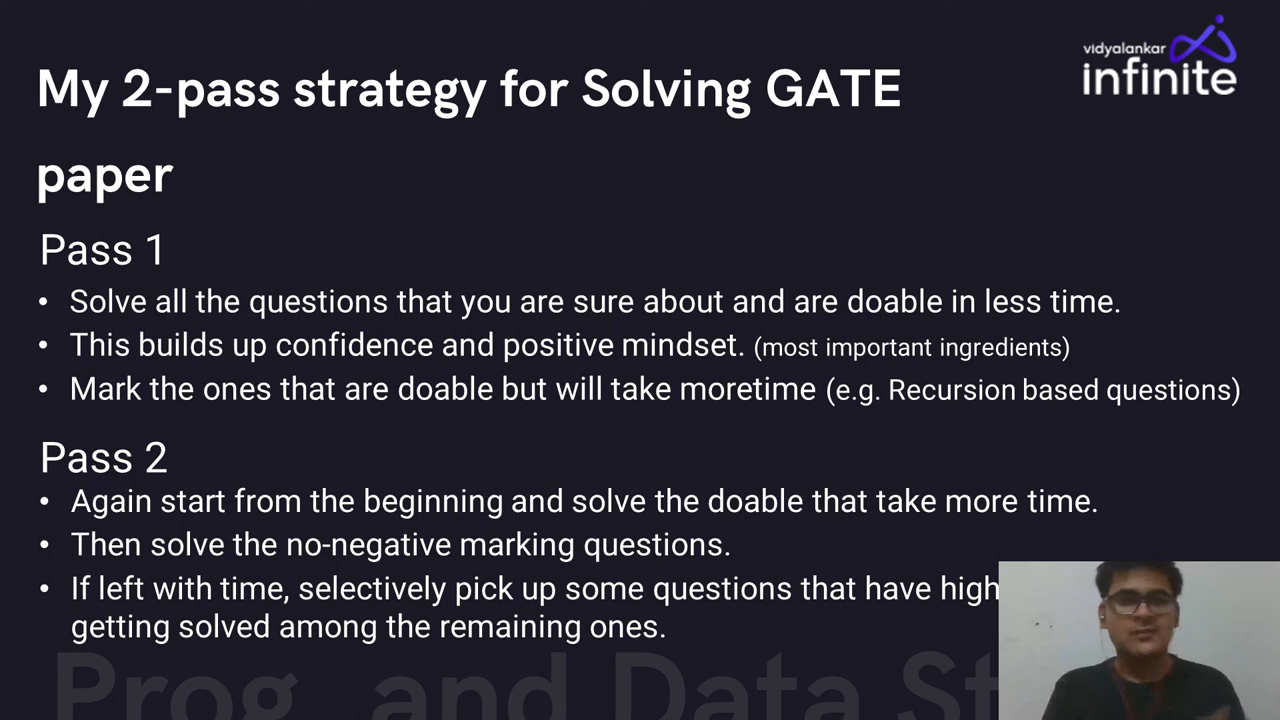 vidyalankar
infinite
My 2-pass strategy for Solving GATE
paper
Pass 1
• Solve all the questions that you are sure about and are doable in less time.
• This builds up confidence and positive mindset. (most important ingredients)
• Mark the ones that are doable but will take moretime (e.g. Recursion based questions)
Pass 2
• Again start from the beginning and solve the doable that take more time.
• Then solve the no-negative marking questions.
• If left with time, selectively pick up some questions that have high
getting solved among the remaining ones.
Prog. and Data St